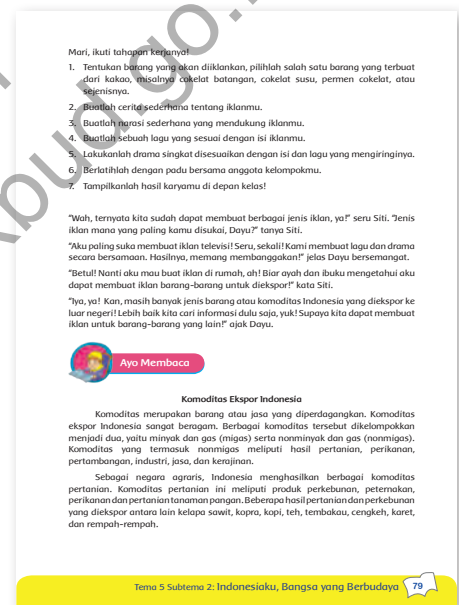 Mari, ikuti tahapan kerjanya!
1. Tentukan barang yang akan diiklankan, pilihlah salah satu barang yang terbuat
dari kakao, misalnya cokelat batangan, cokelat susu, permen cokelat, atau
sejenisnya.
2. Buatlah cerita sederhana tentang iklanmu.
3. Buatlah narasi sederhana yang mendukung iklanmu.
4. Buatlah sebuah lagu yang sesuai dengan isi iklanmu.
5. Lakukanlah drama singkat disesuaikan dengan isi dan lagu yang mengiringinya.
6. Berlatihlah dengan padu bersama anggota kelompokmu.
7. Tampilkanlah hasil karyamu di depan kelas!
"Wah, ternyata kita sudah dapat membuat berbagai jenis iklan, ya!" seru Siti. "Jenis
iklan mana yang paling kamu disukai, Dayu?" tanya Siti.
"Aku paling suka membuat iklan televisi! Seru, sekali! Kami membuat lagu dan drama
secara bersamaan. Hasilnya, memang membanggakan!" jelas Dayu bersemangat.
"Betul! Nanti aku mau buat iklan di rumah, ah! Biar ayah dan ibuku mengetahui aku
dapat membuat iklan barang-barang untuk diekspor!" kata Siti.
"Iya, ya! Kan, masih banyak jenis barang atau komoditas Indonesia yang diekspor ke
luar negeri! Lebih baik kita cari informasi dulu saja, yuk! Supaya kita dapat membuat
iklan untuk barang-barang yang lain!" ajak Dayu.
Ayo Membaca
Komoditas Ekspor Indonesia
Komoditas merupakan barang atau jasa yang diperdagangkan. Komoditas
ekspor Indonesia sangat beragam. Berbagai komoditas tersebut dikelompokkan
menjadi dua, yaitu minyak dan gas (migas) serta nonminyak dan gas (nonmigas).
Komoditas yang termasuk nonmigas meliputi hasil pertanian, perikanan,
pertambangan, industri, jasa, dan kerajinan.
Sebagai negara agraris, Indonesia menghasilkan berbagai komoditas
pertanian. Komoditas pertanian ini meliputi produk perkebunan, peternakan,
perikanan dan pertanian tanaman pangan. Beberapa hasil pertanian dan perkebunan
yang diekspor antara lain kelapa sawit, kopra, kopi, teh, tembakau, cengkeh, karet,
dan rempah-rempah.
Tema 5 Subtema 2: Indonesiaku, Bangsa yang Berbudaya 79
kbud.go.